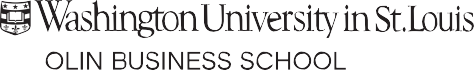 Washington University in St. Louis
OLIN BUSINESS SCHOOL